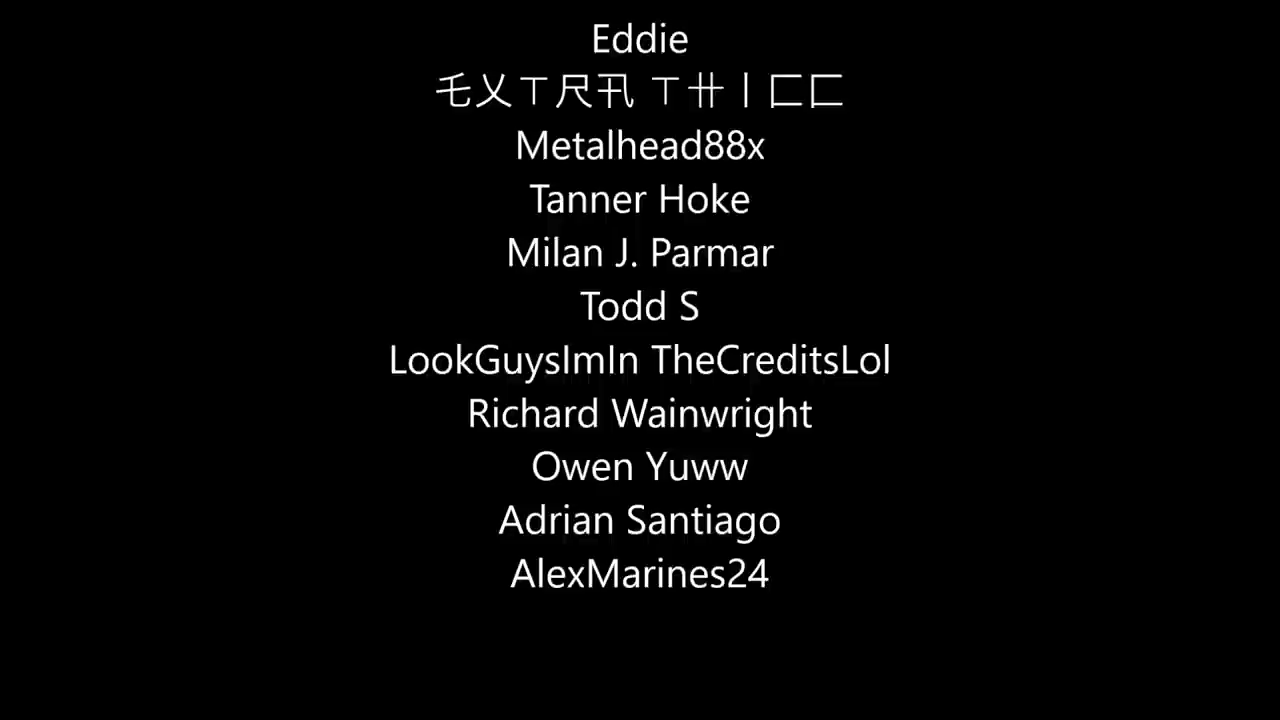 Eddie
乇乂ㄒ尺卂 ㄒ卄丨匚匚
Metalhead88x
Tanner Hoke
Milan J. Parmar
Todd S
LookGuysImIn TheCreditsLol
Richard Wainwright
Owen Yuww
Adrian Santiago
AlexMarines24